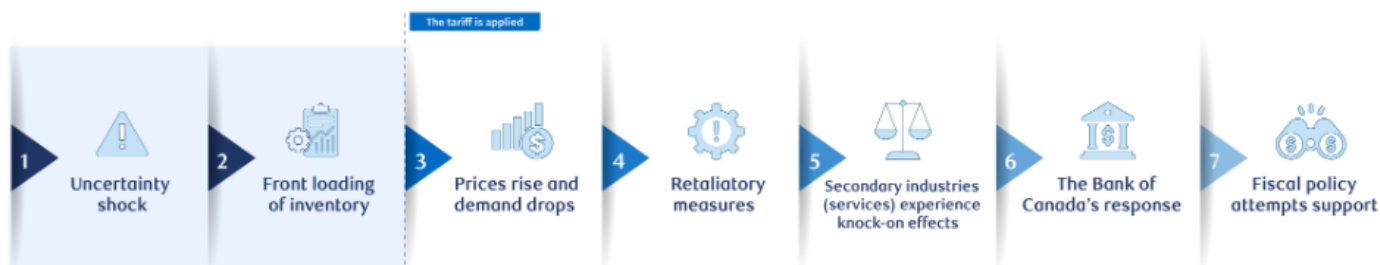 The tariff is applied
1
Uncertainty
shock
2
Front loading
of inventory
3
Prices rise and
demand drops
4
Retaliatory
measures
5
Secondary industries
(services) experience
knock-on effects
6
The Bank of
Canada's response
7
Fiscal policy
attempts support